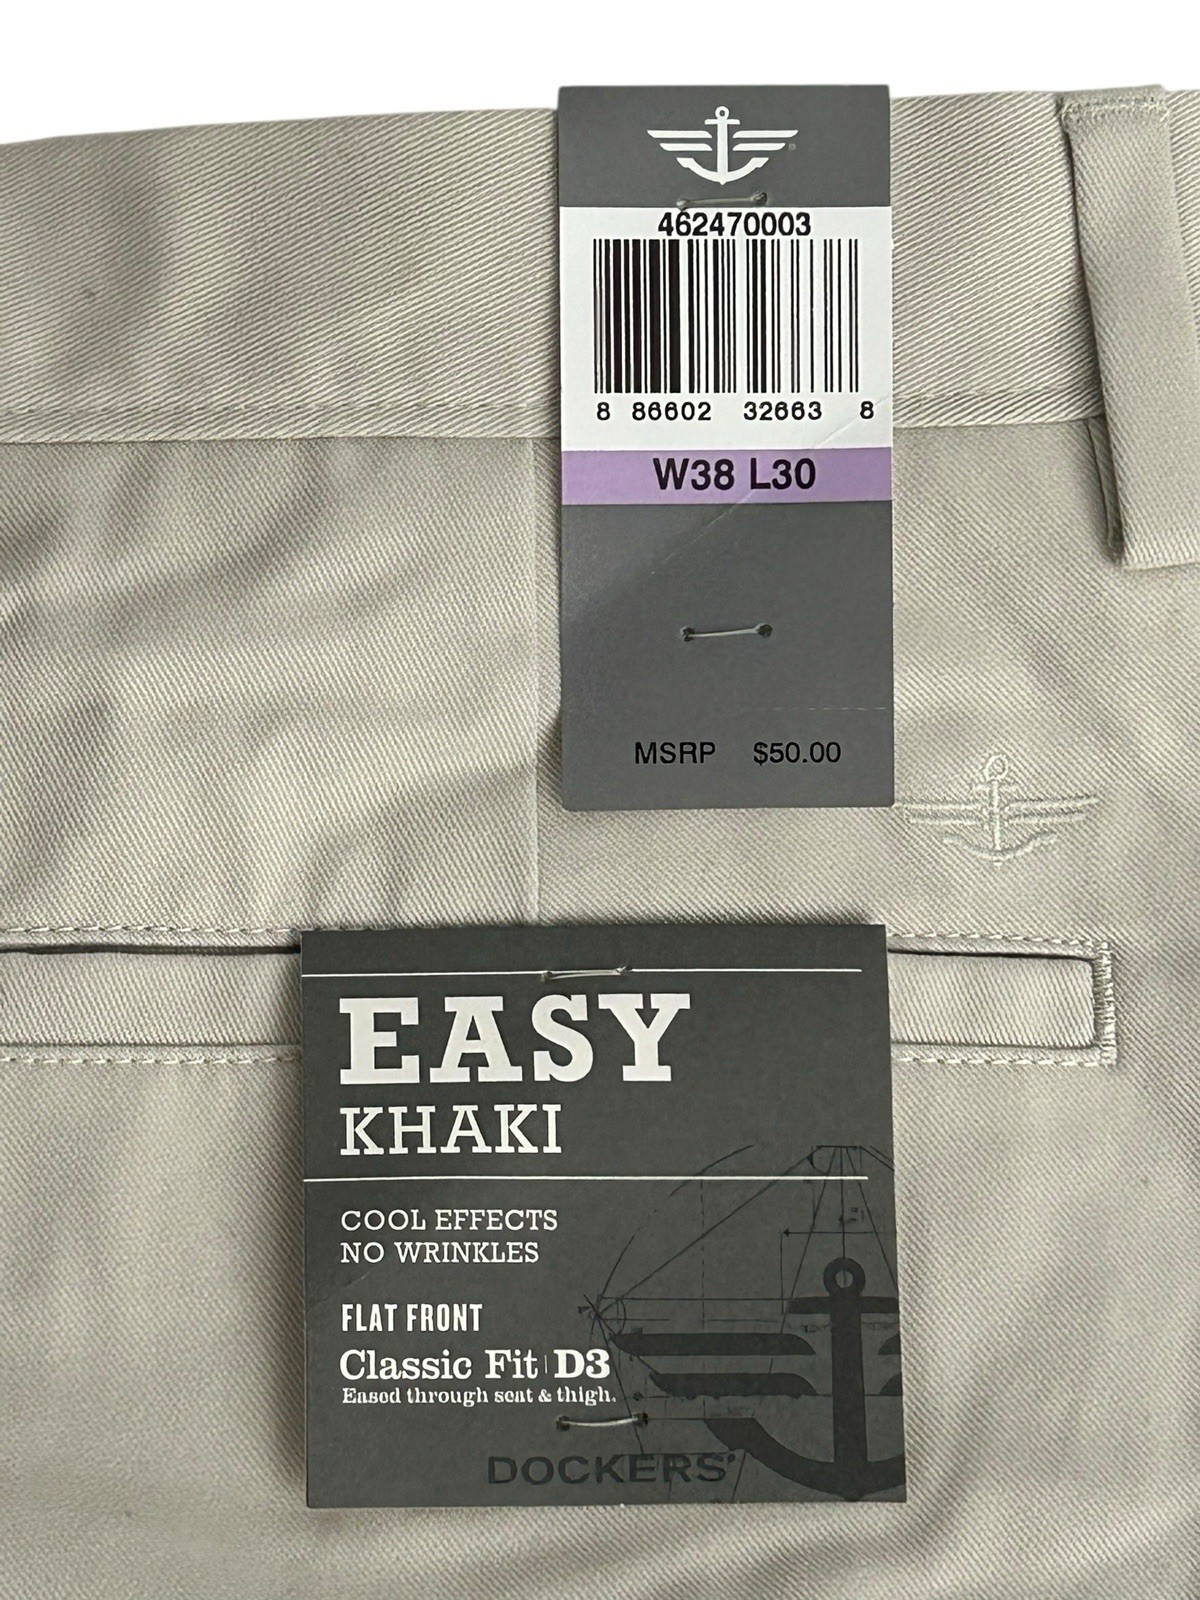 462470003
8 86602 32663 8
W38 L30
MSRP $50.00
EASY
KHAKI
COOL EFFECTS
NO WRINKLES
FLAT FRONT
Classic Fit | D3
Eased through seat & thigh.
DOCKERS®